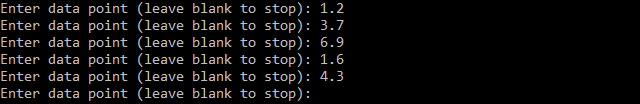 Enter data point (leave blank to stop): 1.2
Enter data point (leave blank to stop): 3.7
Enter data point (leave blank to stop): 6.9
Enter data point (leave blank to stop): 1.6
Enter data point (leave blank to stop): 4.3
Enter data point (leave blank to stop):